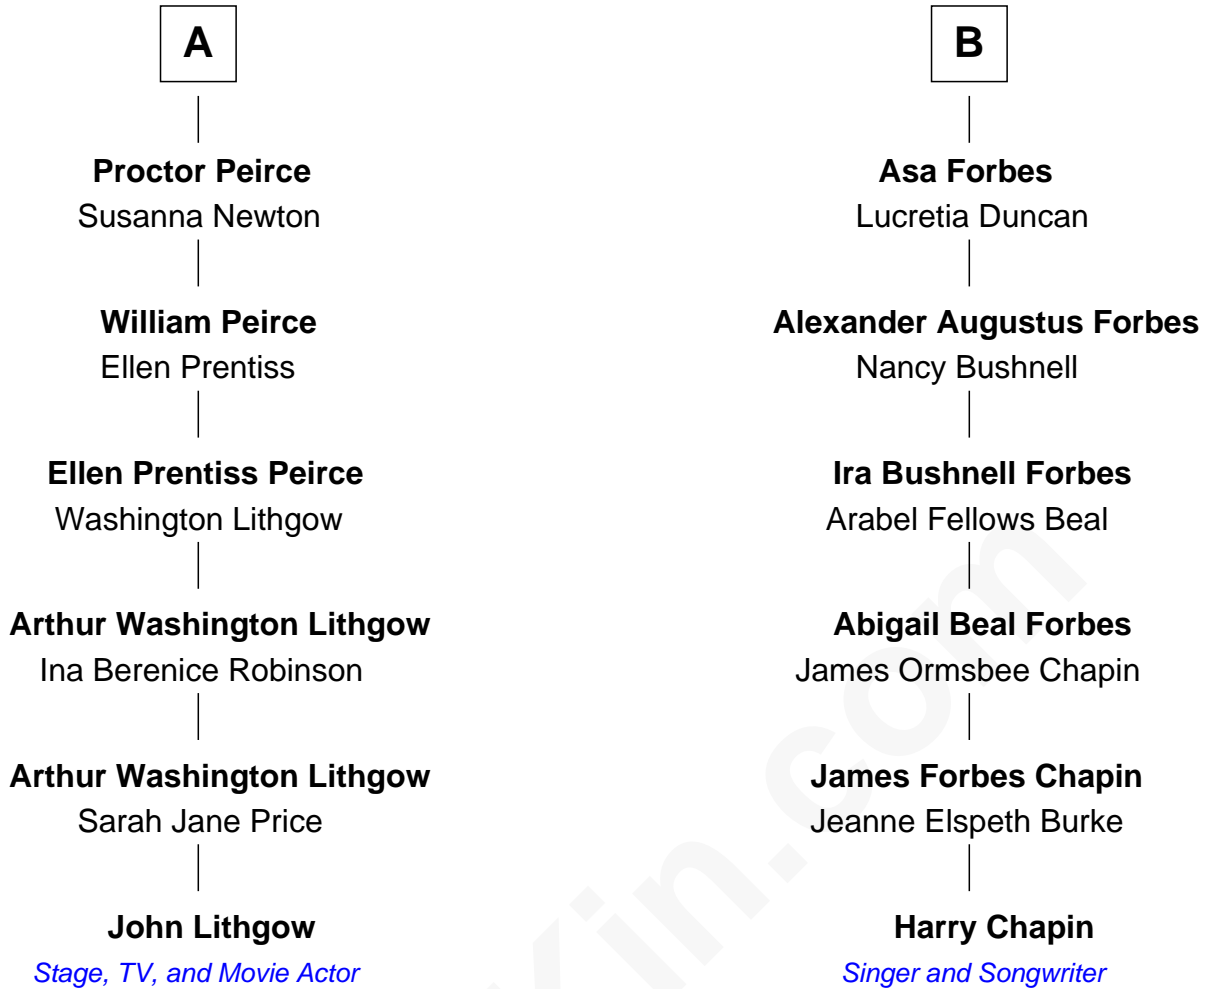 A
Proctor Peirce
Susanna Newton
William Peirce
Ellen Prentiss
Ellen Prentiss Peirce
Washington Lithgow
Arthur Washington Lithgow
Ina Berenice Robinson
Arthur Washington Lithgow
Sarah Jane Price
John Lithgow
Stage, TV, and Movie Actor
B
Asa Forbes
Lucretia Duncan
Alexander Augustus Forbes
Nancy Bushnell
Ira Bushnell Forbes
Arabel Fellows Beal
Abigail Beal Forbes
James Ormsbee Chapin
James Forbes Chapin
Jeanne Elspeth Burke
Harry Chapin
Singer and Songwriter
Kin.com